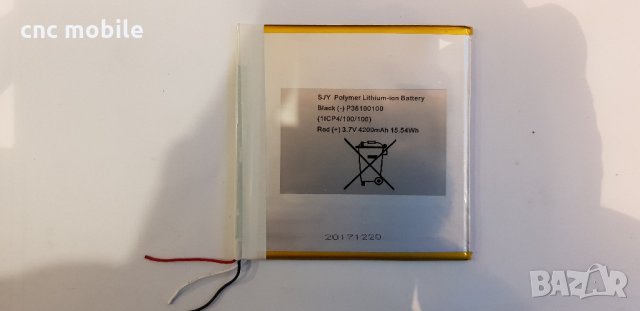 cnc mobile
SJY Polymer Lithium-ion Battery
Black (-) P36100100
(1ICP4/100/100)
Red (+) 3.7V 4200mAh 15.54Wh
20171220
BAZAR